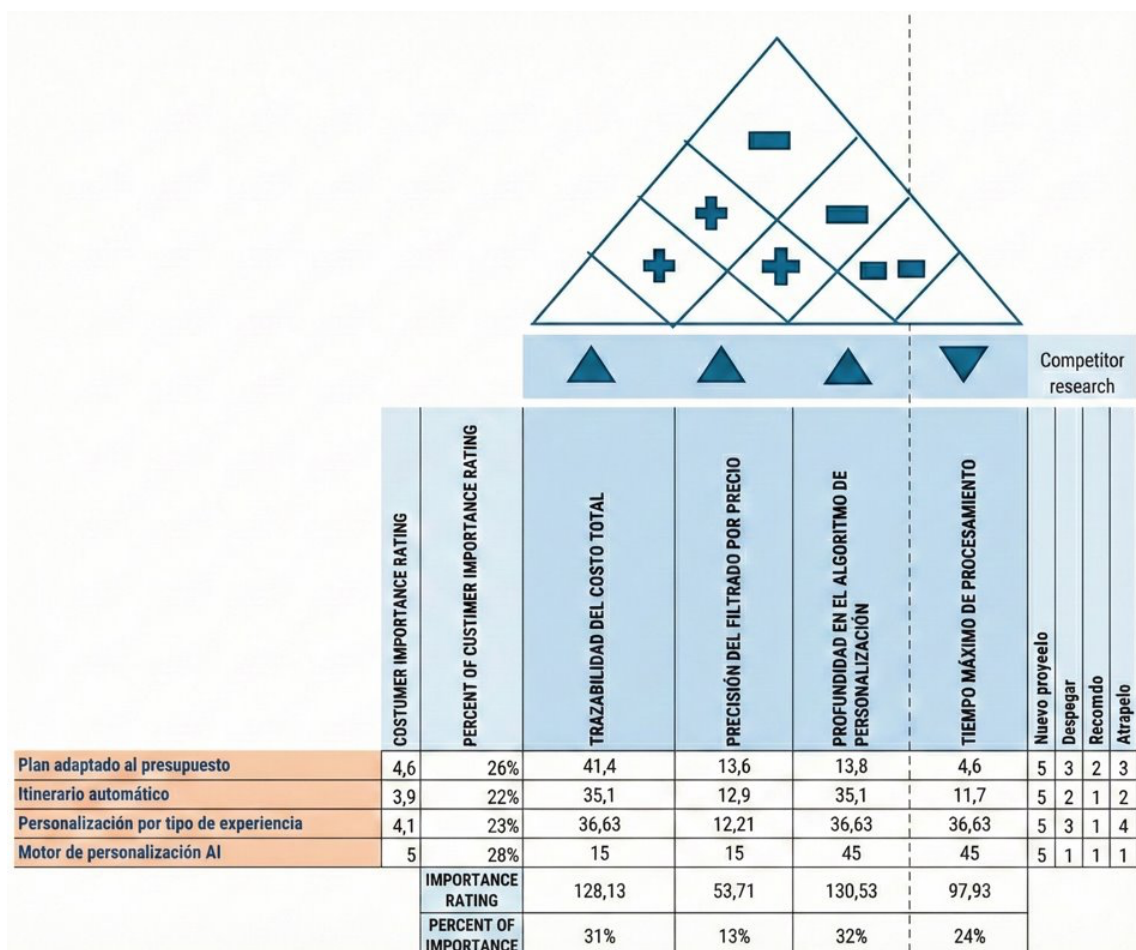 Competitor
research
COSTUMER IMPORTANCE RATING
PERCENT OF CUSTIMER IMPORTANCE RATING
TRAZABILIDAD DEL COSTO TOTAL
PRECISIÓN DEL FILTRADO POR PRECIO
PROFUNDIDAD EN EL ALGORITMO DE
PERSONALIZACIÓN
TIEMPO MÁXIMO DE PROCESAMIENTO
Nuevo proyeelo
Despegar
Recomdo
Atrapelo
Plan adaptado al presupuesto 4,6 26% 41,4 13,6 13,8 4,6 5 3 2 3
Itinerario automático 3,9 22% 35,1 12,9 35,1 11,7 5 2 1 2
Personalización por tipo de experiencia 4,1 23% 36,63 12,21 36,63 36,63 5 3 1 4
Motor de personalización AI 5 28% 15 15 45 45 5 1 1 1
IMPORTANCE
RATING 128,13 53,71 130,53 97,93
PERCENT OF
IMPORTANCE 31% 13% 32% 24%